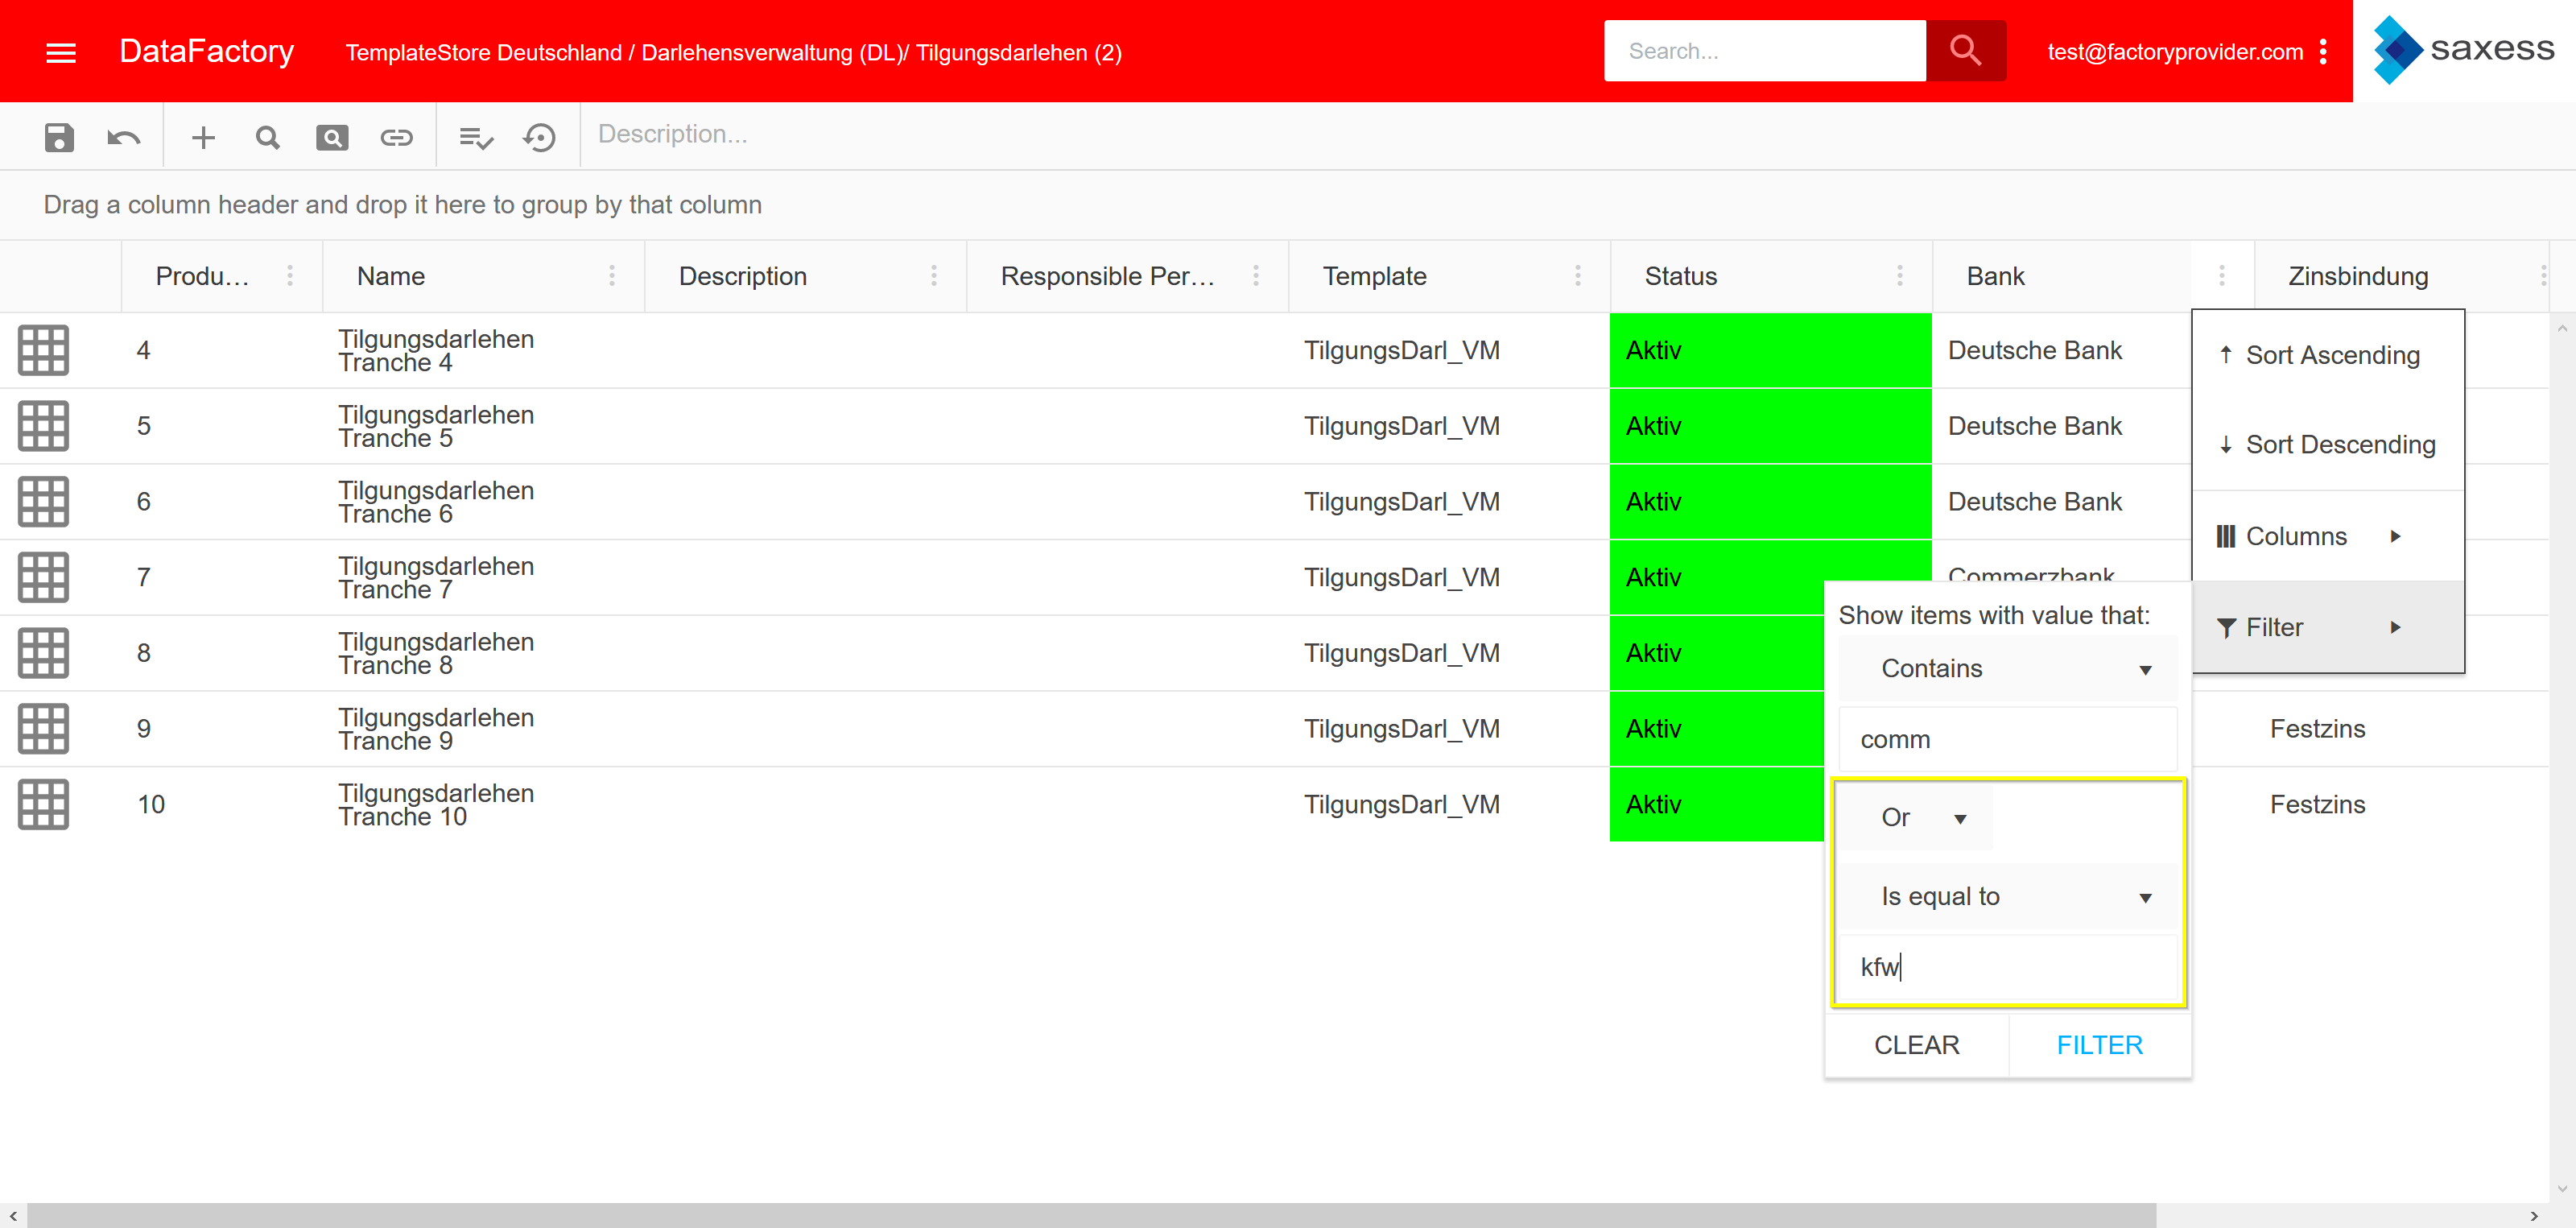 DataFactory
TemplateStore Deutschland / Darlehensverwaltung (DL)/ Tilgungsdarlehen (2)
Search...
test@factoryprovider.com
saxess
Description...
Drag a column header and drop it here to group by that column
Produ...
Name
Description
Responsible Per...
Template
Status
Bank
Zinsbindung
4
Tilgungsdarlehen
Tranche 4
TilgungsDarl_VM
Aktiv
Deutsche Bank
5
Tilgungsdarlehen
Tranche 5
TilgungsDarl_VM
Aktiv
Deutsche Bank
6
Tilgungsdarlehen
Tranche 6
TilgungsDarl_VM
Aktiv
Deutsche Bank
7
Tilgungsdarlehen
Tranche 7
TilgungsDarl_VM
Aktiv
Commerzbank
8
Tilgungsdarlehen
Tranche 8
TilgungsDarl_VM
Aktiv
9
Tilgungsdarlehen
Tranche 9
TilgungsDarl_VM
Aktiv
Festzins
10
Tilgungsdarlehen
Tranche 10
TilgungsDarl_VM
Aktiv
Festzins
Sort Ascending
Sort Descending
Columns
Filter
Show items with value that:
Contains
comm
Or
Is equal to
kfw
CLEAR
FILTER